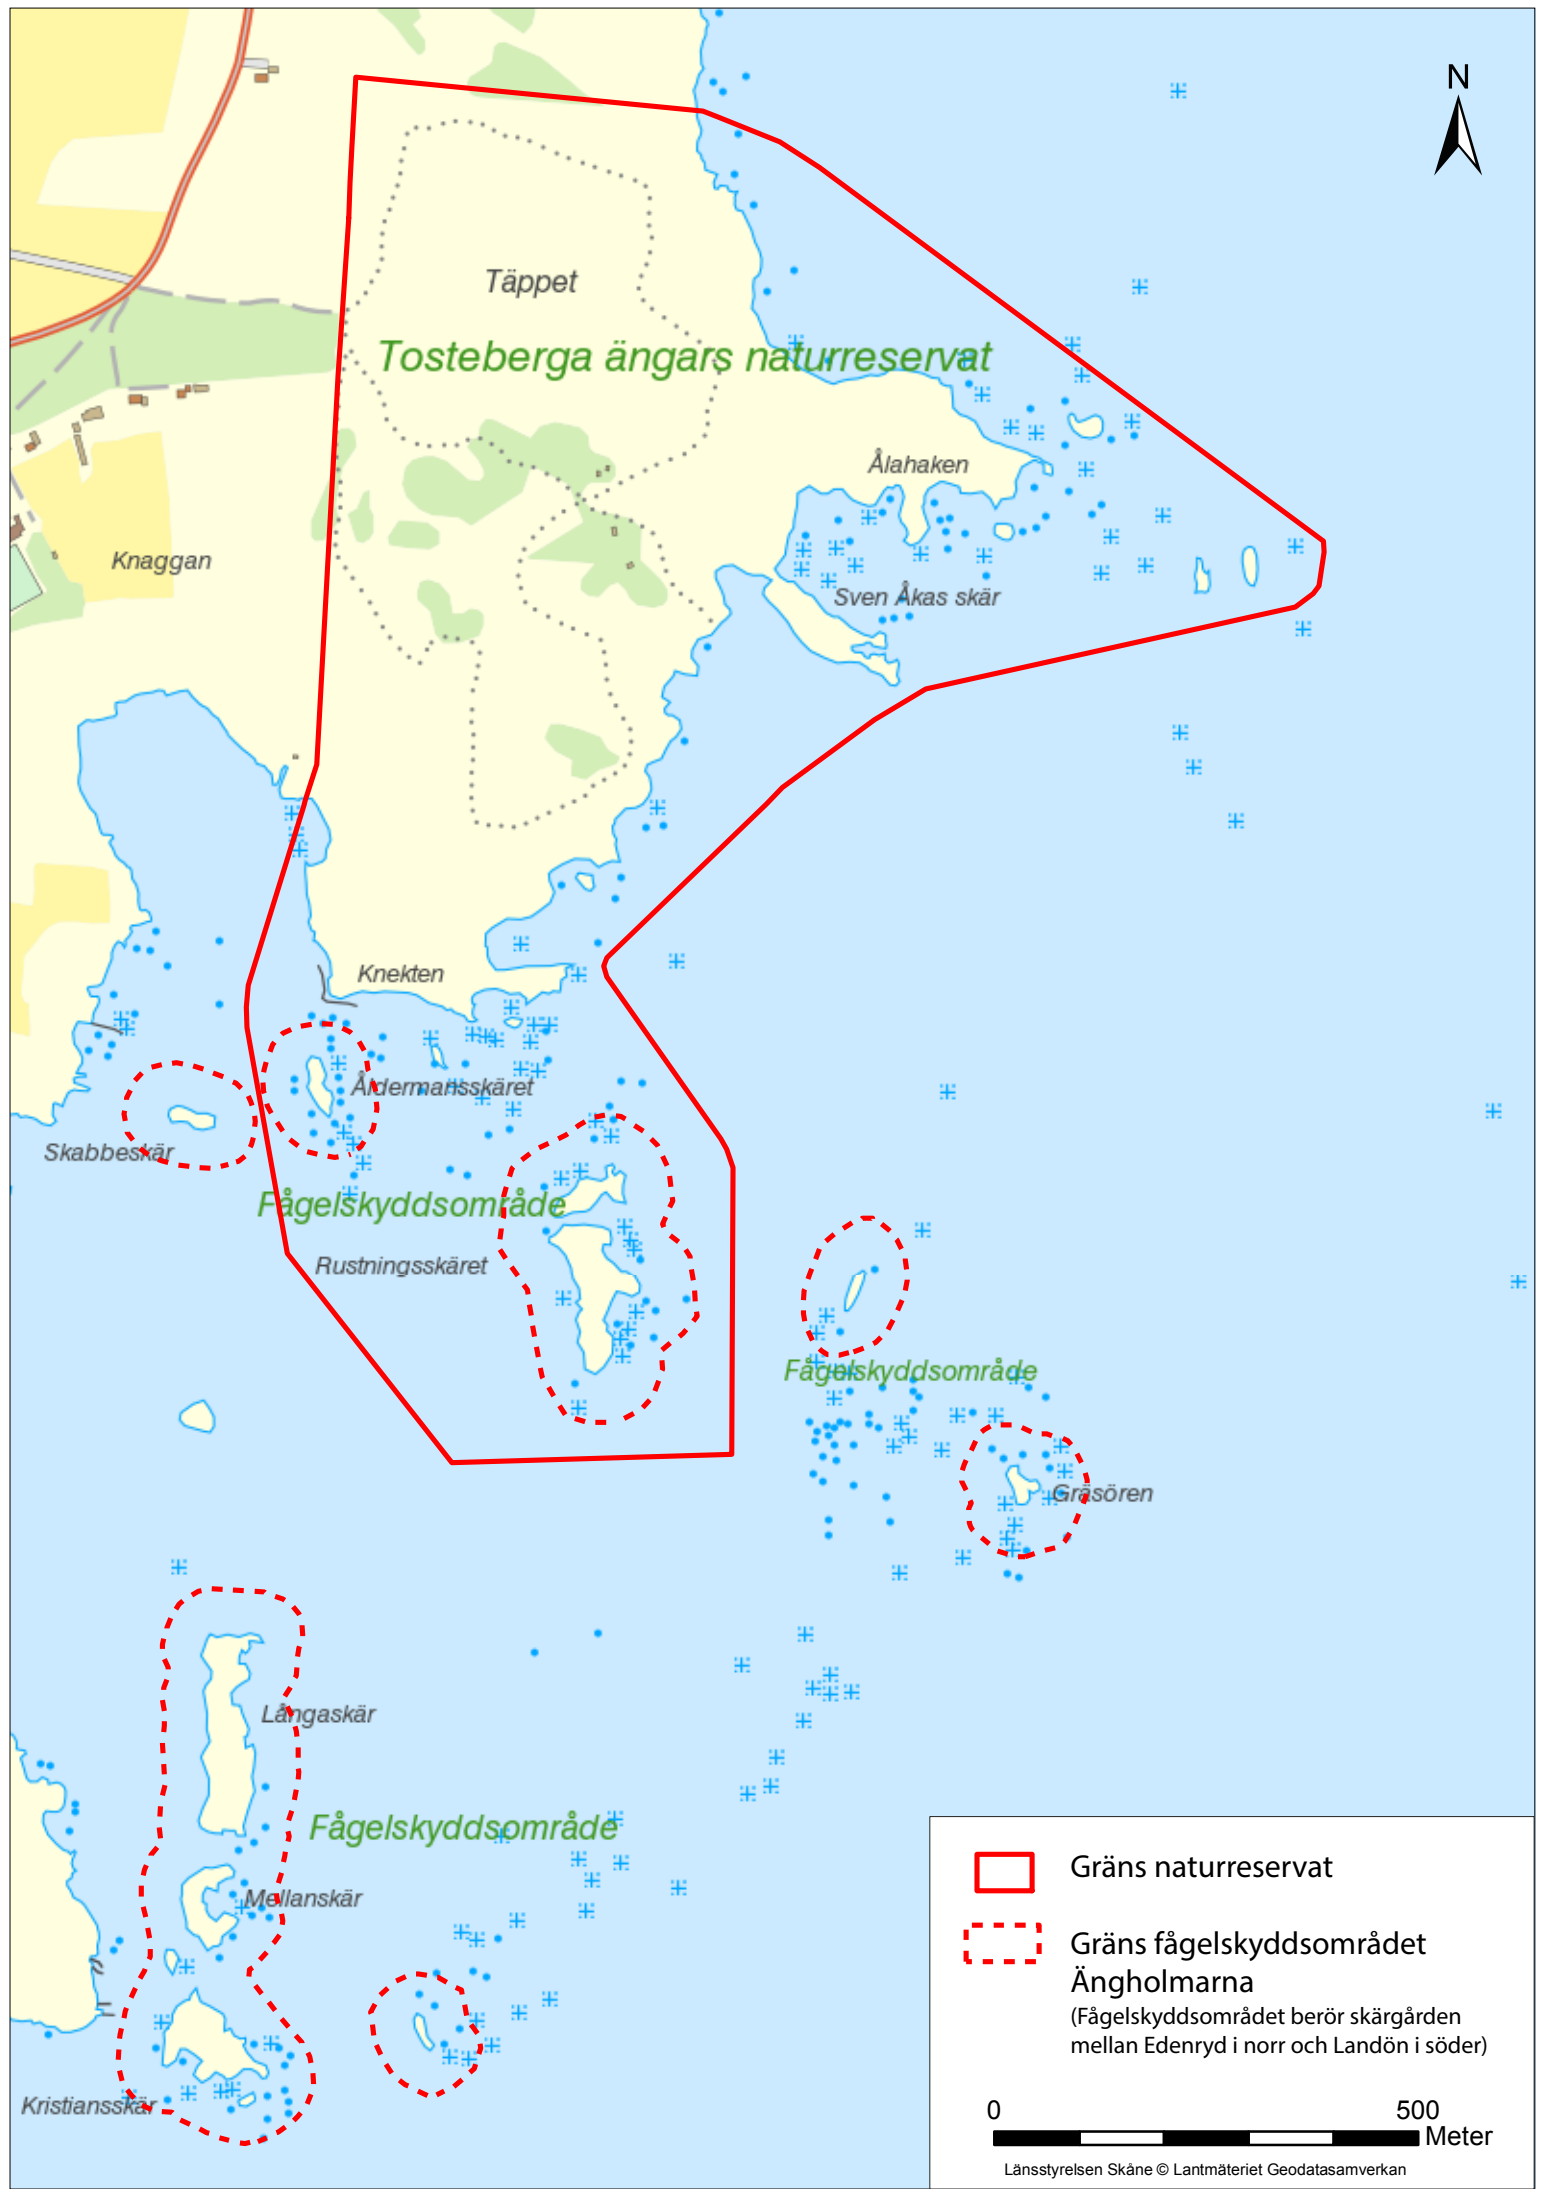 N
Täppet
Tosteberga ängars naturreservat
Ålahaken
Knaggan
Sven Åkas skär
Knekten
Åldermansskäret
Skabbeskär
Fågelskyddsområde
Rustningsskäret
Fågelskyddsområde
Gräsören
Långaskär
Fågelskyddsområde
Mellanskär
Kristiansskär
Gräns naturreservat
Gräns fågelskyddsområdet
Ängholmarna
(Fågelskyddsområdet berör skärgården
mellan Edenryd i norr och Landön i söder)
0 500
Meter
Länsstyrelsen Skåne © Lantmäteriet Geodatasamverkan